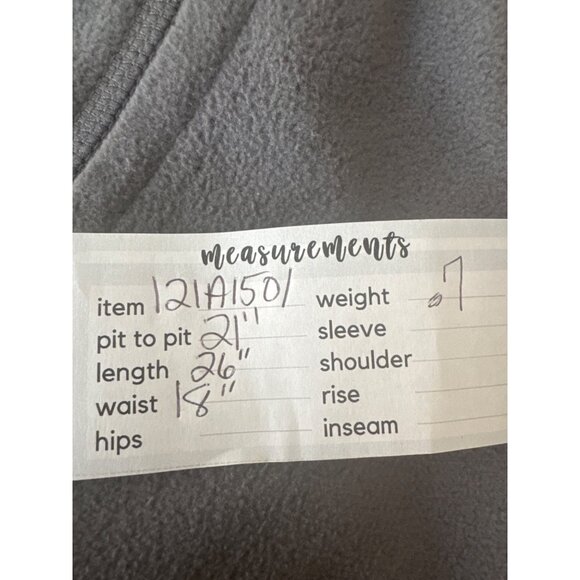 measurements
item 121A1501
pit to pit 21"
length 26"
waist 18"
hips
weight .7
sleeve
shoulder
rise
inseam